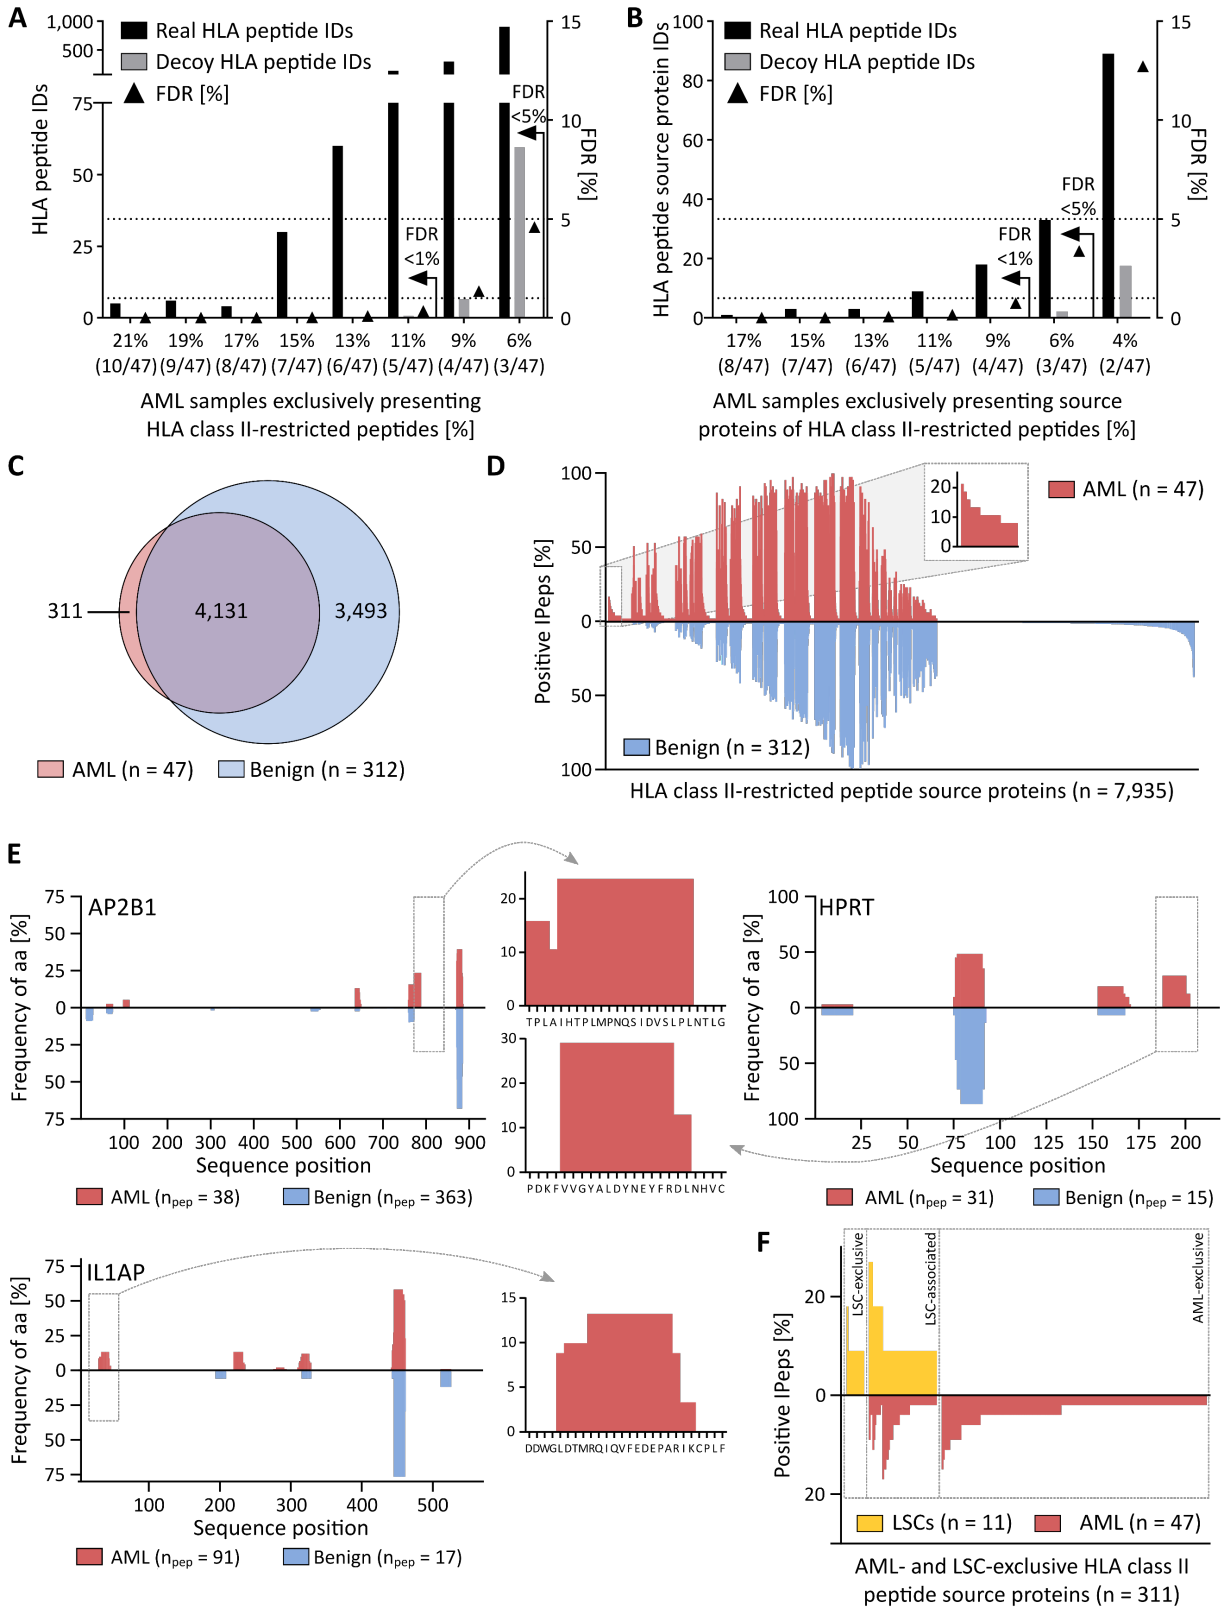 A
1,000
500
75
50
25
0
HLA peptide IDs
Real HLA peptide IDs
Decoy HLA peptide IDs
FDR [%]
FDR
<1%
FDR
<5%
15
10
5
0
FDR [%]
21% 19% 17% 15% 13% 11% 9% 6%
(10/47) (9/47) (8/47) (7/47) (6/47) (5/47) (4/47) (3/47)
AML samples exclusively presenting
HLA class II-restricted peptides [%]
B
100
80
60
40
20
0
HLA peptide source protein IDs
Real HLA peptide IDs
Decoy HLA peptide IDs
FDR [%]
FDR
<1%
FDR
<5%
15
10
5
0
FDR [%]
17% 15% 13% 11% 9% 6% 4%
(8/47) (7/47) (6/47) (5/47) (4/47) (3/47) (2/47)
AML samples exclusively presenting source
proteins of HLA class II-restricted peptides [%]
C
311
4,131
3,493
AML (n = 47)
Benign (n = 312)
D
100
50
0
50
100
Positive IPeps [%]
20
10
0
AML (n = 47)
Benign (n = 312)
HLA class II-restricted peptide source proteins (n = 7,935)
E
AP2B1
75
50
25
0
25
50
75
Frequency of aa [%]
100 200 300 400 500 600 700 800 900
Sequence position
AML (npep = 38)
Benign (npep = 363)
20
10
0
TPLAIHTPLMPNQSIDVSLPLNTLG
30
20
10
0
PDKFVVGYALDYNEYFRDLNHVC
HPRT
100
50
0
50
100
Frequency of aa [%]
25 50 75 100 125 150 175 200
Sequence position
AML (npep = 31)
Benign (npep = 15)
IL1AP
75
50
25
0
25
50
75
Frequency of aa [%]
100 200 300 400 500
Sequence position
AML (npep = 91)
Benign (npep = 17)
15
10
5
0
DDWGLDTMRQIQVFEDEPARIKCPLF
F
20
0
20
Positive IPeps [%]
LSC-exclusive
LSC-associated
AML-exclusive
LSCs (n = 11)
AML (n = 47)
AML- and LSC-exclusive HLA class II
peptide source proteins (n = 311)